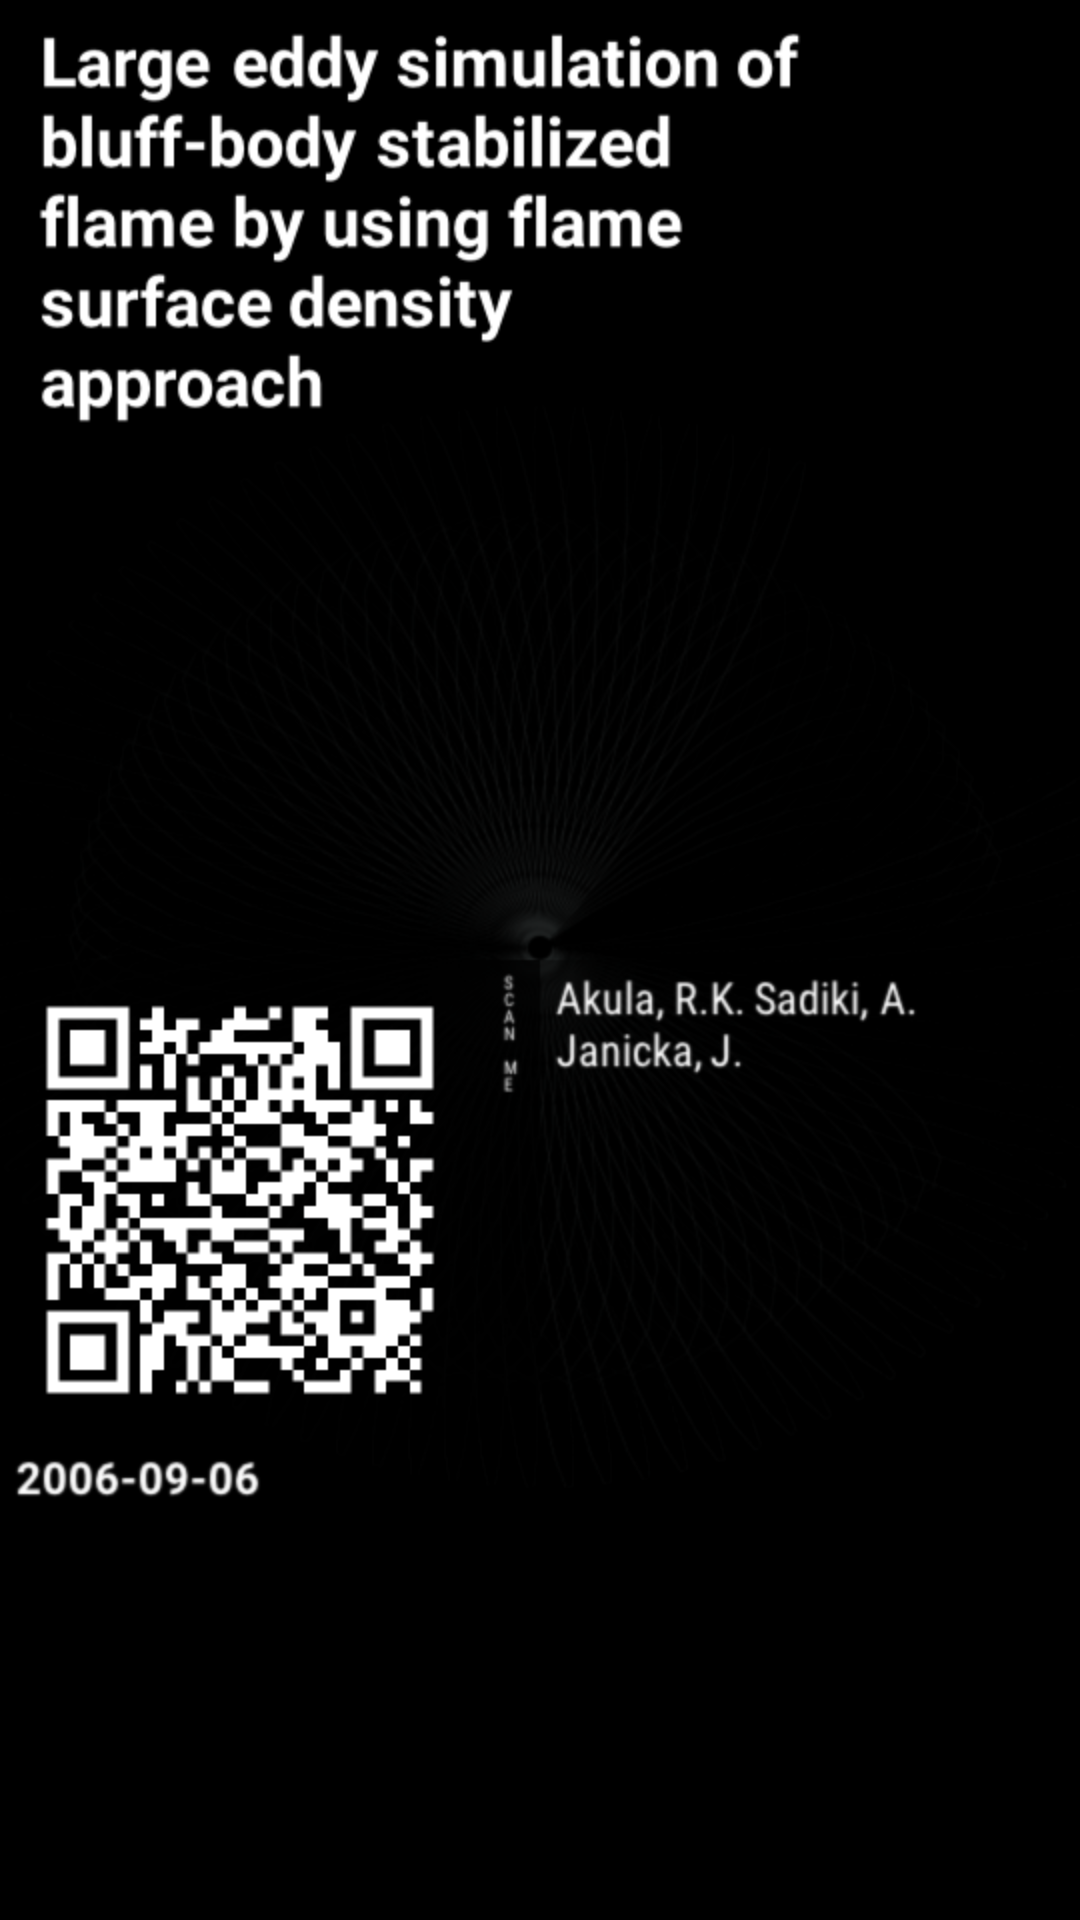 Large eddy simulation of
bluff-body stabilized
flame by using flame
surface density
approach
SCAN ME
Akula, R.K. Sadiki, A.
Janicka, J.
2006-09-06